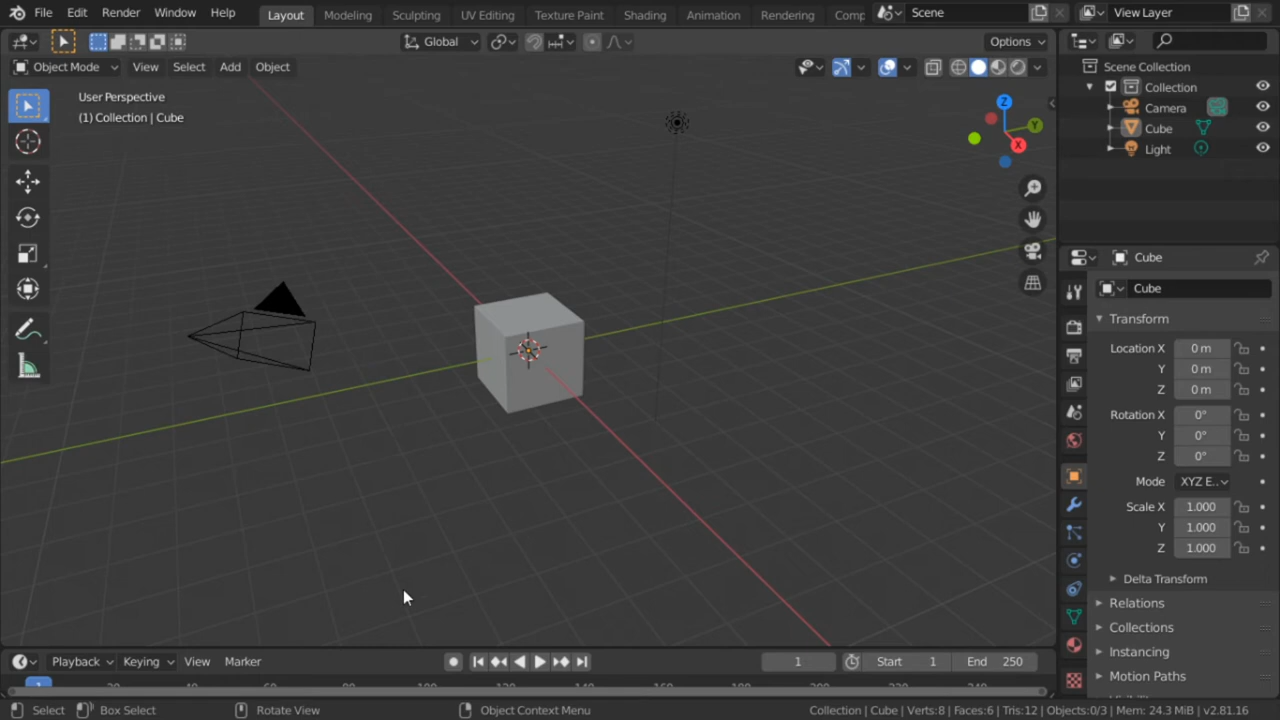 File Edit Render Window Help Layout Modeling Sculpting UV Editing Texture Paint Shading Animation Rendering Comp Scene View Layer
Global Options
Object Mode View Select Add Object
User Perspective
(1) Collection | Cube
Z
Y
X
Scene Collection
Collection
Camera
Cube
Light
Cube
Cube
Transform
Location X 0 m
Y 0 m
Z 0 m
Rotation X 0°
Y 0°
Z 0°
Mode XYZ E..
Scale X 1.000
Y 1.000
Z 1.000
Delta Transform
Relations
Collections
Instancing
Motion Paths
Playback Keying View Marker 1 Start 1 End 250
1
Select Box Select Rotate View Object Context Menu Collection | Cube | Verts:8 | Faces:6 | Tris:12 | Objects:0/3 | Mem: 24.3 MiB | v2.81.16